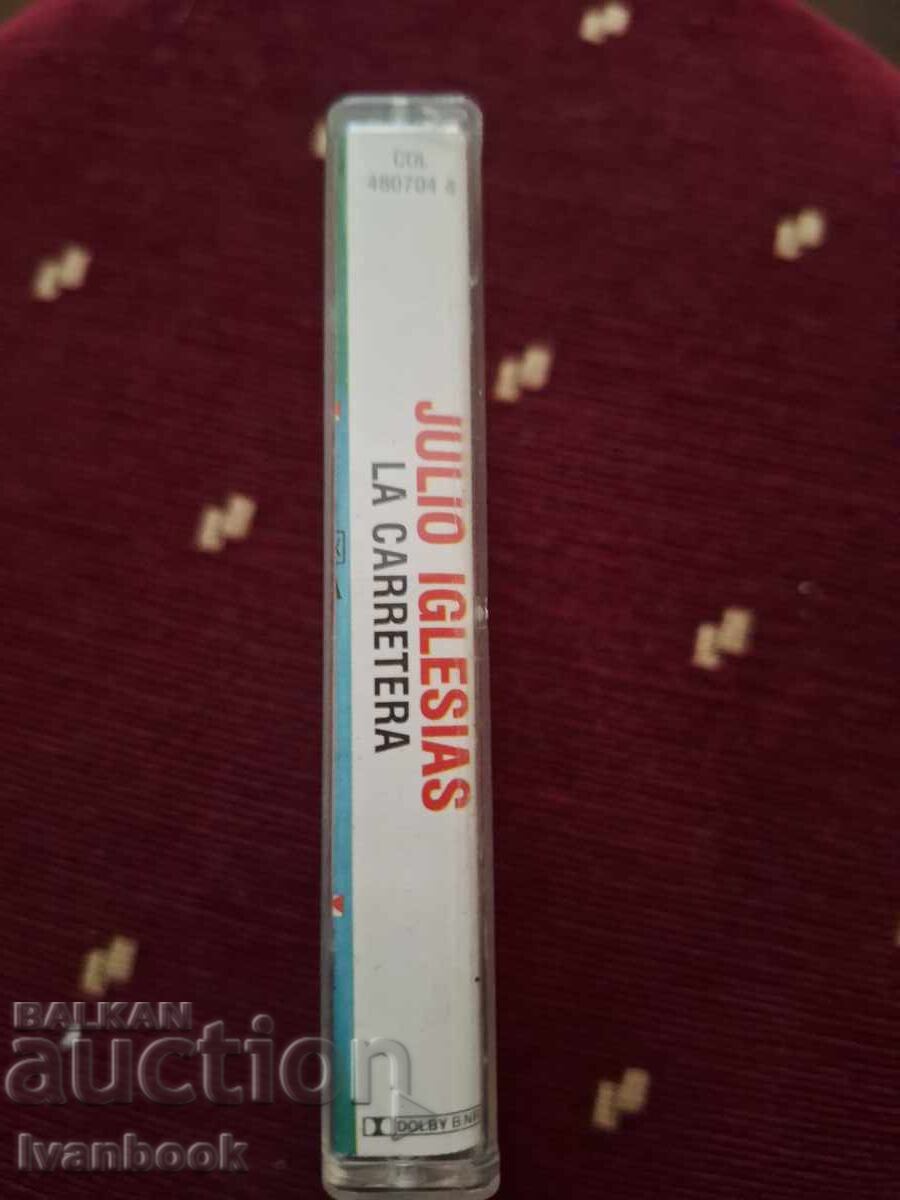 COL
480704 4
JULIO IGLESIAS
LA CARRETERA
DOLBY B NR
BALKAN
auction
Ivanbook